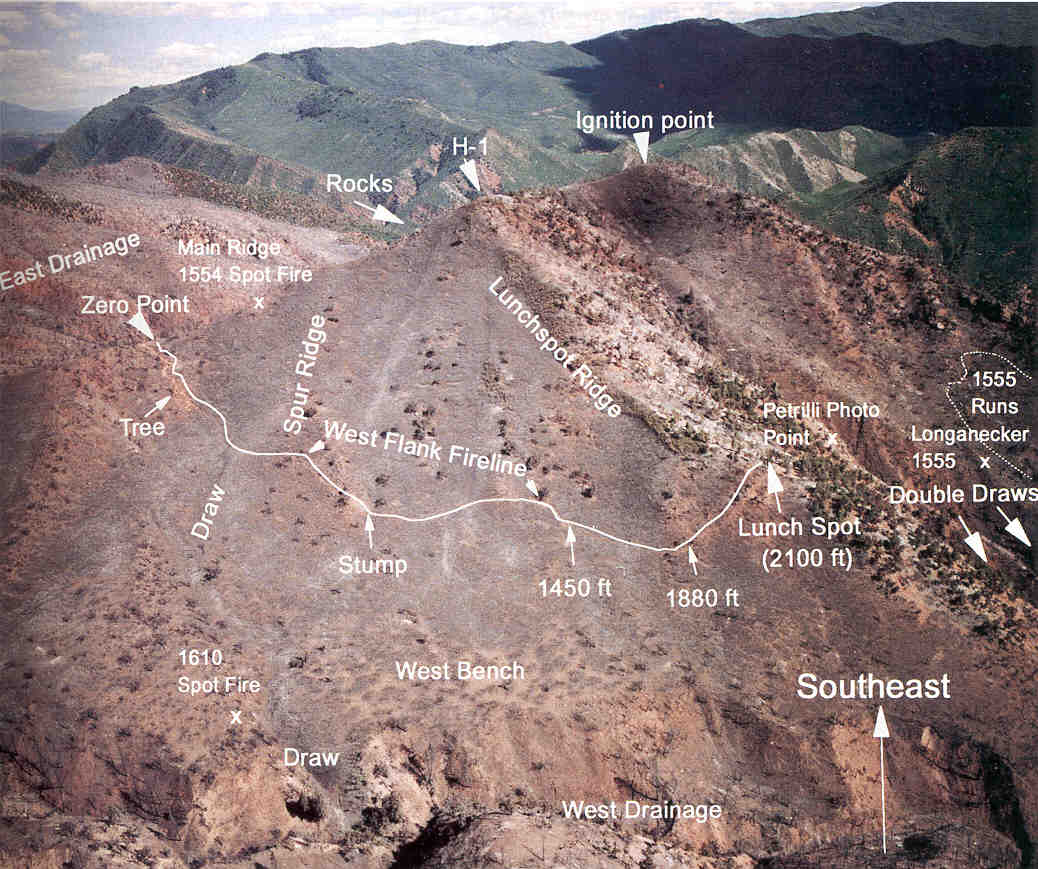 Ignition point
H-1
Rocks
East Drainage
Main Ridge
1554 Spot Fire
x
Zero Point
Lunchspot Ridge
Spur Ridge
Tree
West Flank Fireline
1555
Runs
Petrilli Photo
Point x
Longanecker
1555 x
Double Draws
Draw
Lunch Spot
(2100 ft)
Stump
1450 ft
1880 ft
1610
Spot Fire
x
West Bench
Southeast
Draw
West Drainage